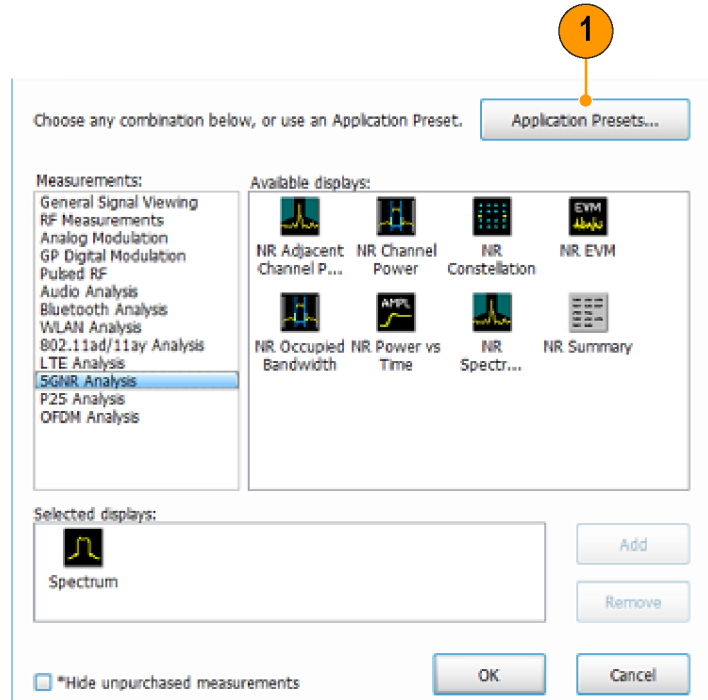 1
Choose any combination below, or use an Application Preset.
Application Presets...
Measurements:
General Signal Viewing
RF Measurements
Analog Modulation
GP Digital Modulation
Pulsed RF
Audio Analysis
Bluetooth Analysis
WLAN Analysis
802.11ad/11ay Analysis
LTE Analysis
5GNR Analysis
P25 Analysis
OFDM Analysis
Available displays:
NR Adjacent
Channel P...
NR Channel
Power
NR
Constellation
EVM
NR EVM
NR Occupied
Bandwidth
AMPL
NR Power vs
Time
NR
Spectr...
NR Summary
Selected displays:
Spectrum
Add
Remove
*Hide unpurchased measurements
OK
Cancel